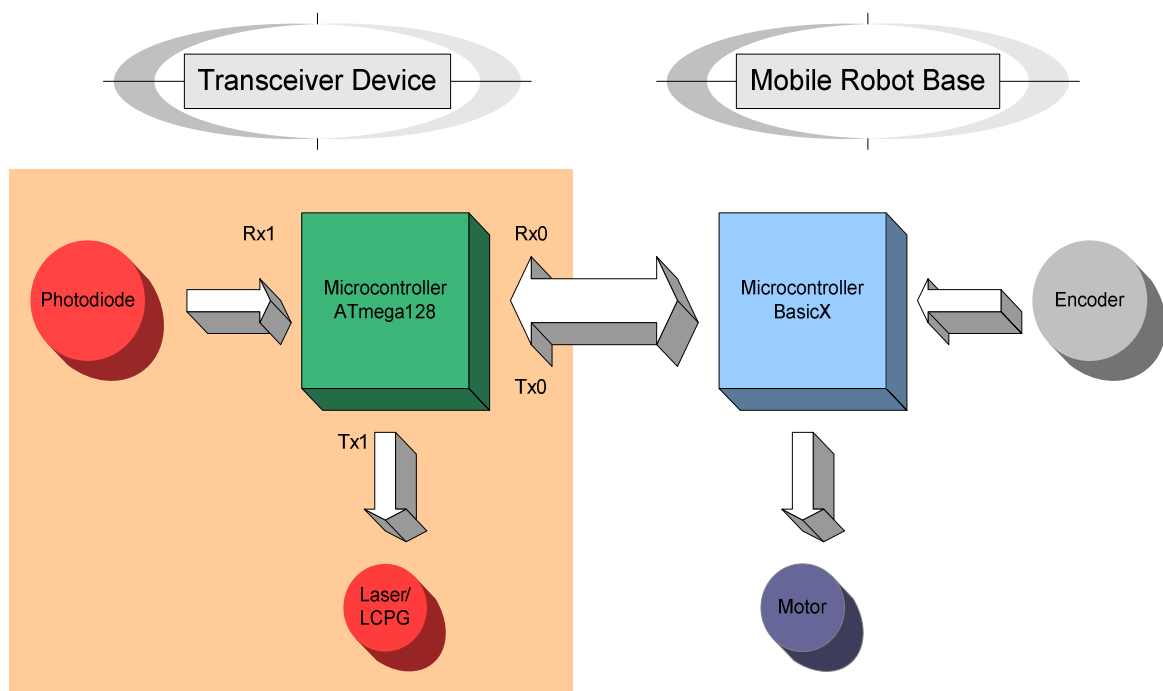 Transceiver Device
Mobile Robot Base
Rx1
Rx0
Photodiode
Microcontroller
ATmega128
Microcontroller
BasicX
Encoder
Tx0
Tx1
Laser/
LCPG
Motor